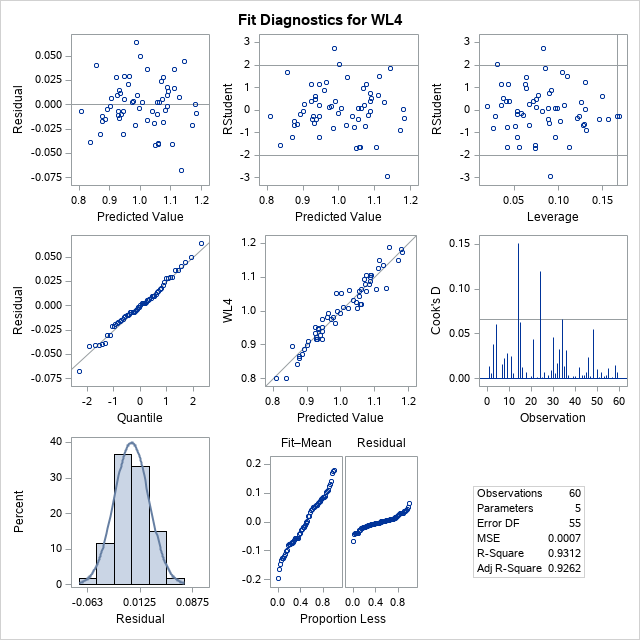 Fit Diagnostics for WL4
0.050
0.025
0.000
-0.025
-0.050
-0.075
Residual
0.8 0.9 1.0 1.1 1.2
Predicted Value
3
2
1
0
-1
-2
-3
RStudent
0.8 0.9 1.0 1.1 1.2
Predicted Value
3
2
1
0
-1
-2
-3
RStudent
0.05 0.10 0.15
Leverage
0.050
0.025
0.000
-0.025
-0.050
-0.075
Residual
-2 -1 0 1 2
Quantile
1.2
1.1
1.0
0.9
0.8
WL4
0.8 0.9 1.0 1.1 1.2
Predicted Value
0.15
0.10
0.05
0.00
Cook's D
0 10 20 30 40 50 60
Observation
40
30
20
10
0
Percent
-0.063 0.0125 0.0875
Residual
Fit–Mean Residual
0.2
0.1
0.0
-0.1
-0.2
0.0 0.4 0.8 0.0 0.4 0.8
Proportion Less
Observations 60
Parameters 5
Error DF 55
MSE 0.0007
R-Square 0.9312
Adj R-Square 0.9262